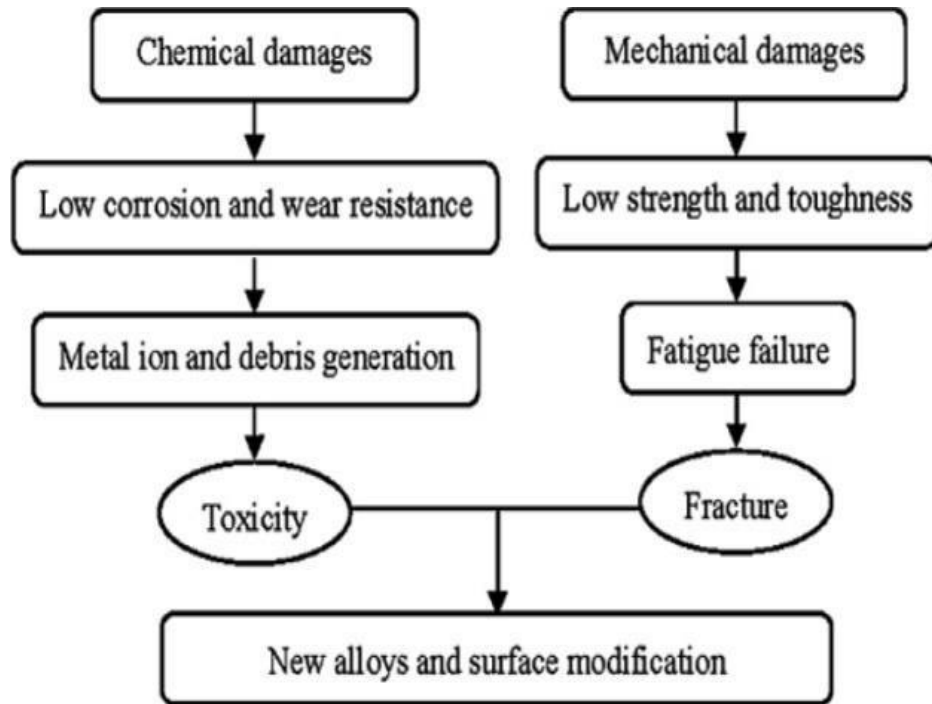 Chemical damages
Mechanical damages
Low corrosion and wear resistance
Low strength and toughness
Metal ion and debris generation
Fatigue failure
Toxicity
Fracture
New alloys and surface modification